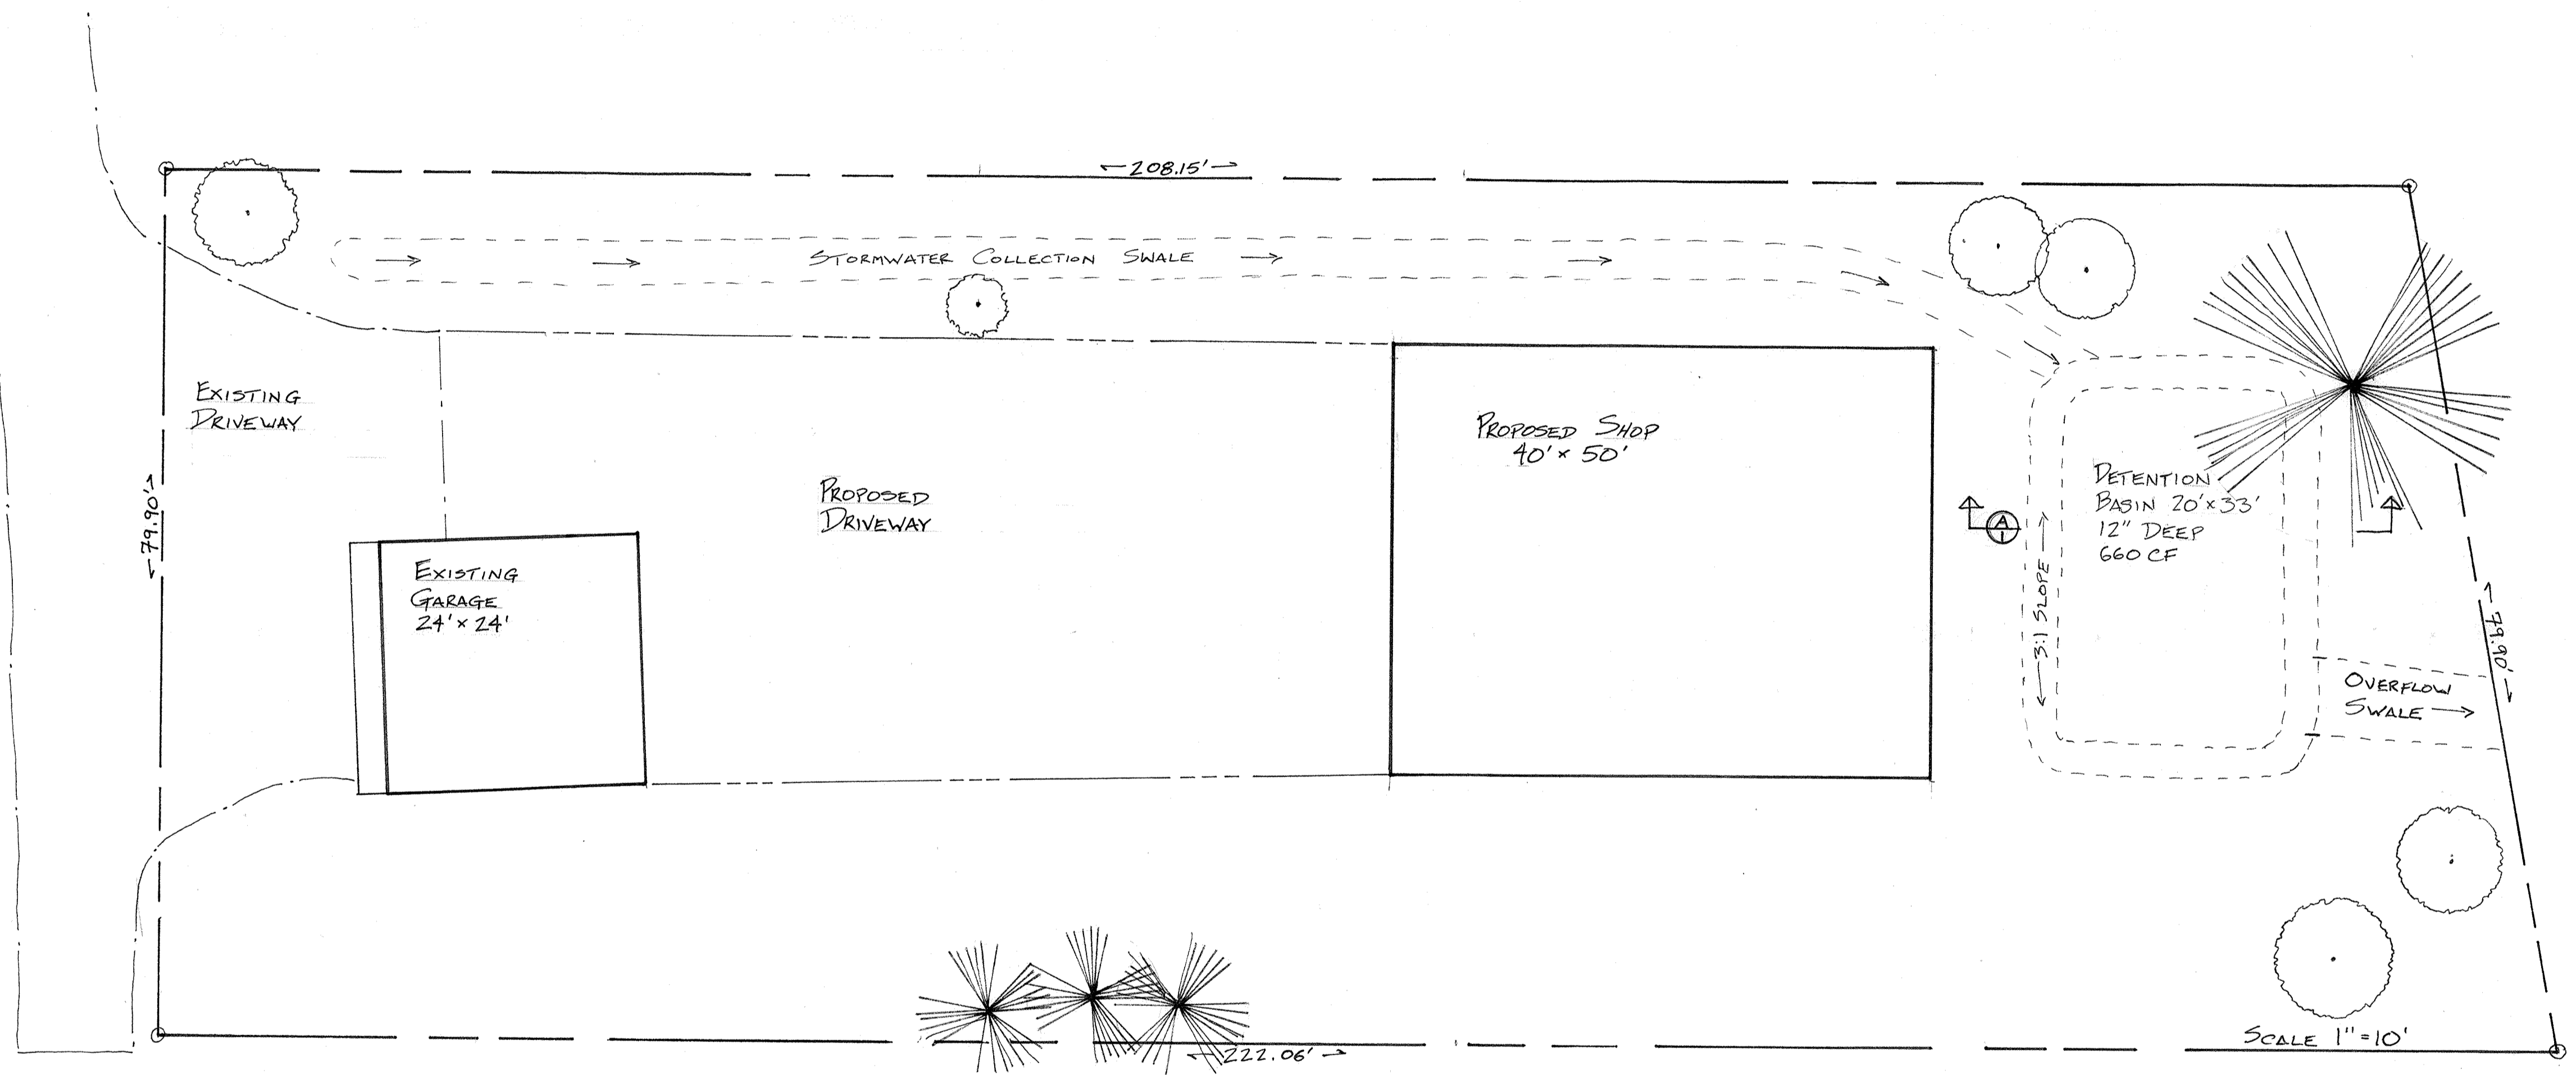 208.15'
STORMWATER COLLECTION SWALE
EXISTING
DRIVEWAY
79.90'
PROPOSED
DRIVEWAY
EXISTING
GARAGE
24' x 24'
PROPOSED SHOP
40' x 50'
A
1
3:1 SLOPE
DETENTION
BASIN 20' x 33'
12" DEEP
660 CF
79.90'
OVERFLOW
SWALE
222.06'
SCALE 1" = 10'